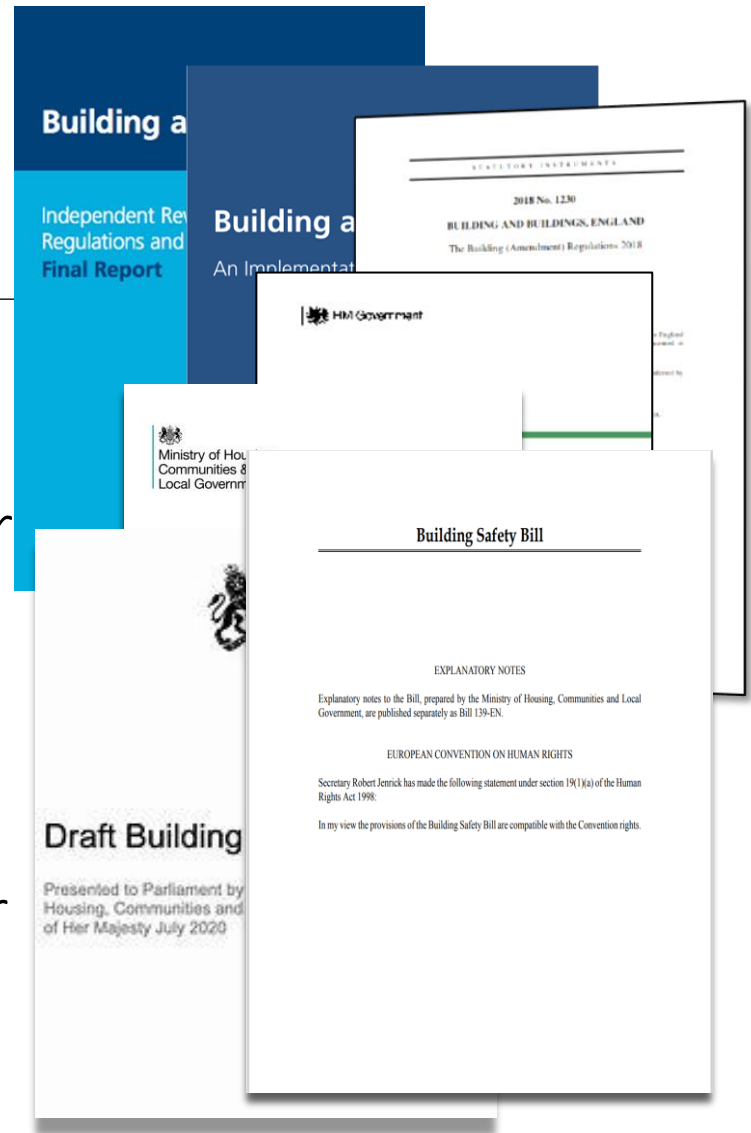 Building a
Independent Rev
Regulations and
Final Report
Building a
An Implementat
STATUTORY INSTRUMENTS
2018 No. 1230
BUILDING AND BUILDINGS, ENGLAND
The Building (Amendment) Regulations 2018
HM Government
Ministry of Hou
Communities &
Local Governm
Draft Building
Presented to Parliament by
Housing, Communities and
of Her Majesty July 2020
Building Safety Bill
EXPLANATORY NOTES
Explanatory notes to the Bill, prepared by the Ministry of Housing, Communities and Local
Government, are published separately as Bill 139-EN.
EUROPEAN CONVENTION ON HUMAN RIGHTS
Secretary Robert Jenrick has made the following statement under section 19(1)(a) of the Human
Rights Act 1998:
In my view the provisions of the Building Safety Bill are compatible with the Convention rights.